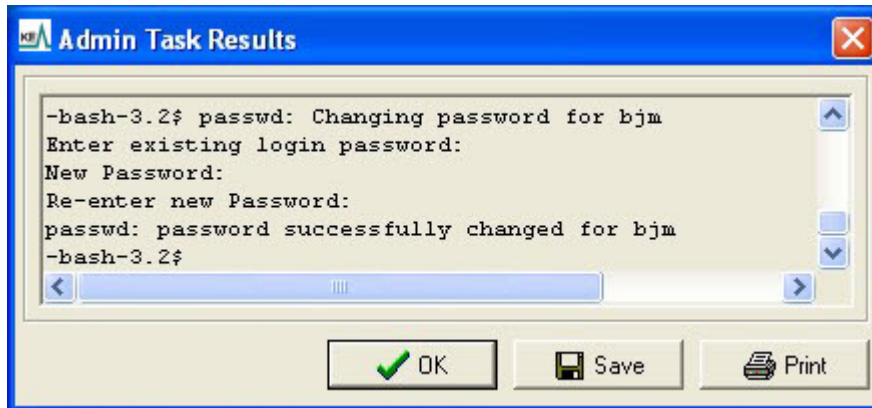 KEA Admin Task Results
-bash-3.2$ passwd: Changing password for bjm
Enter existing login password:
New Password:
Re-enter new Password:
passwd: password successfully changed for bjm
-bash-3.2$
OK Save Print